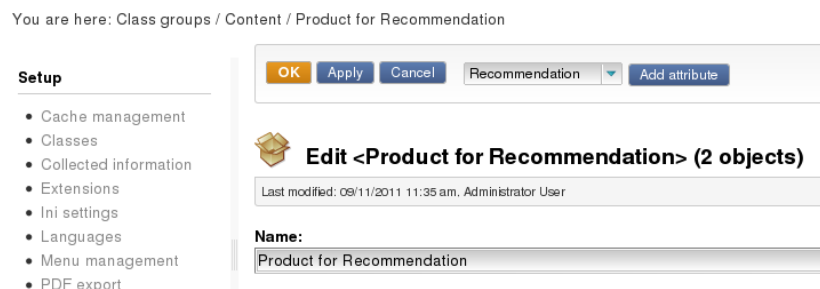 You are here: Class groups / Content / Product for Recommendation
Setup
Cache management
Classes
Collected information
Extensions
Ini settings
Languages
Menu management
PDF export
OK Apply Cancel Recommendation Add attribute
Edit <Product for Recommendation> (2 objects)
Last modified: 09/11/2011 11:35 am, Administrator User
Name:
Product for Recommendation